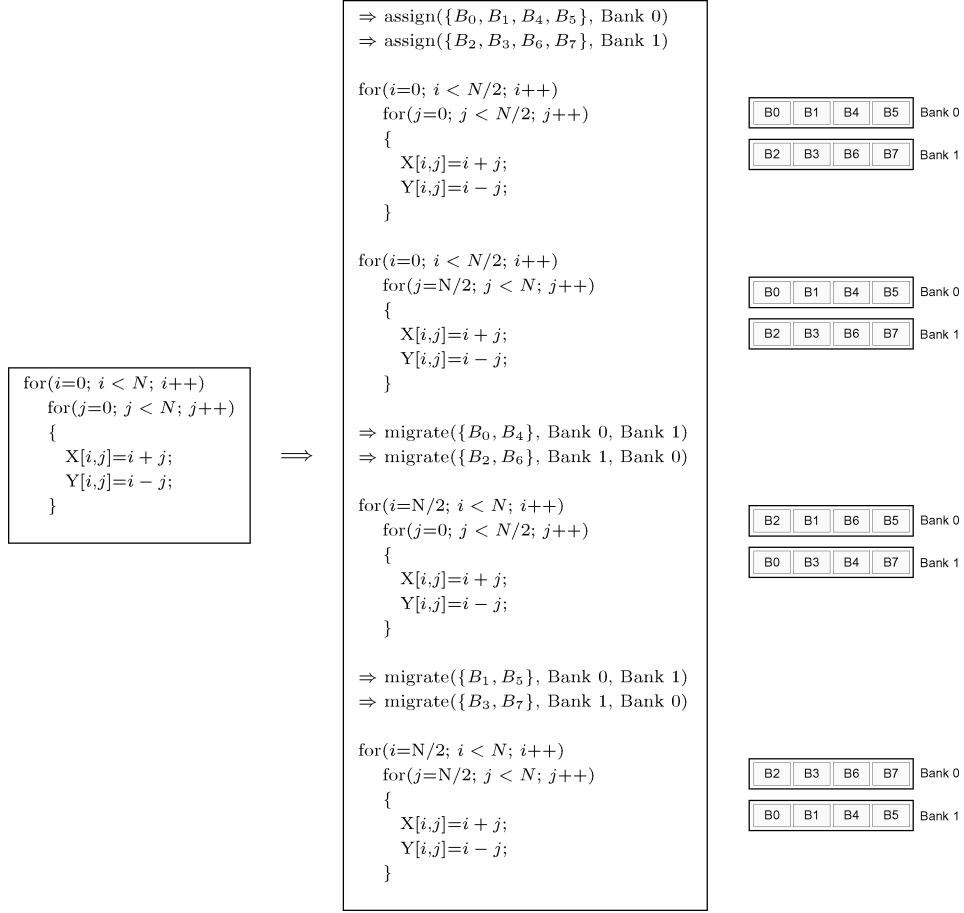 for(i=0; i < N; i++)
for(j=0; j < N; j++)
{
X[i,j]=i + j;
Y[i,j]=i − j;
}
⟹
⇒ assign({B₀, B₁, B₄, B₅}, Bank 0)
⇒ assign({B₂, B₃, B₆, B₇}, Bank 1)
for(i=0; i < N/2; i++)
for(j=0; j < N/2; j++)
{
X[i,j]=i + j;
Y[i,j]=i − j;
}
B0 B1 B4 B5 Bank 0
B2 B3 B6 B7 Bank 1
for(i=0; i < N/2; i++)
for(j=N/2; j < N; j++)
{
X[i,j]=i + j;
Y[i,j]=i − j;
}
B0 B1 B4 B5 Bank 0
B2 B3 B6 B7 Bank 1
⇒ migrate({B₀, B₄}, Bank 0, Bank 1)
⇒ migrate({B₂, B₆}, Bank 1, Bank 0)
for(i=N/2; i < N; i++)
for(j=0; j < N/2; j++)
{
X[i,j]=i + j;
Y[i,j]=i − j;
}
B2 B1 B6 B5 Bank 0
B0 B3 B4 B7 Bank 1
⇒ migrate({B₁, B₅}, Bank 0, Bank 1)
⇒ migrate({B₃, B₇}, Bank 1, Bank 0)
for(i=N/2; i < N; i++)
for(j=N/2; j < N; j++)
{
X[i,j]=i + j;
Y[i,j]=i − j;
}
B2 B3 B6 B7 Bank 0
B0 B1 B4 B5 Bank 1